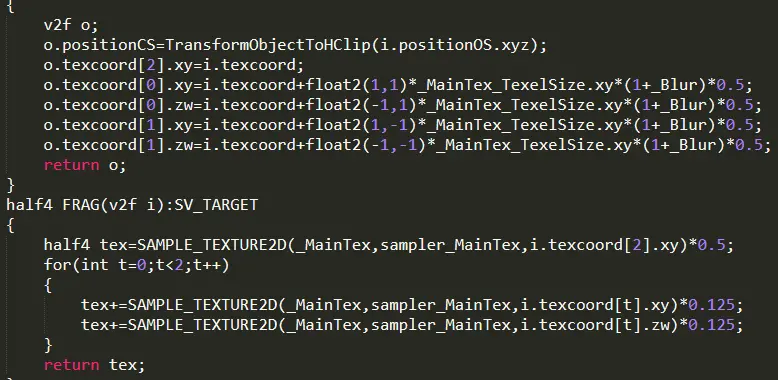 {
v2f o;
o.positionCS=TransformObjectToHClip(i.positionOS.xyz);
o.texcoord[2].xy=i.texcoord;
o.texcoord[0].xy=i.texcoord+float2(1,1)*_MainTex_TexelSize.xy*(1+_Blur)*0.5;
o.texcoord[0].zw=i.texcoord+float2(-1,1)*_MainTex_TexelSize.xy*(1+_Blur)*0.5;
o.texcoord[1].xy=i.texcoord+float2(1,-1)*_MainTex_TexelSize.xy*(1+_Blur)*0.5;
o.texcoord[1].zw=i.texcoord+float2(-1,-1)*_MainTex_TexelSize.xy*(1+_Blur)*0.5;
return o;
}
half4 FRAG(v2f i):SV_TARGET
{
half4 tex=SAMPLE_TEXTURE2D(_MainTex,sampler_MainTex,i.texcoord[2].xy)*0.5;
for(int t=0;t<2;t++)
{
tex+=SAMPLE_TEXTURE2D(_MainTex,sampler_MainTex,i.texcoord[t].xy)*0.125;
tex+=SAMPLE_TEXTURE2D(_MainTex,sampler_MainTex,i.texcoord[t].zw)*0.125;
}
return tex;